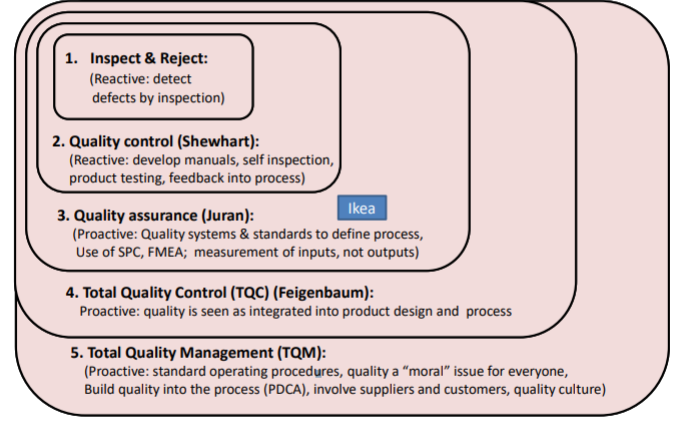 1. Inspect & Reject:
(Reactive: detect
defects by inspection)
2. Quality control (Shewhart):
(Reactive: develop manuals, self inspection,
product testing, feedback into process)
Ikea
3. Quality assurance (Juran):
(Proactive: Quality systems & standards to define process,
Use of SPC, FMEA; measurement of inputs, not outputs)
4. Total Quality Control (TQC) (Feigenbaum):
Proactive: quality is seen as integrated into product design and process
5. Total Quality Management (TQM):
(Proactive: standard operating procedures, quality a “moral” issue for everyone,
Build quality into the process (PDCA), involve suppliers and customers, quality culture)